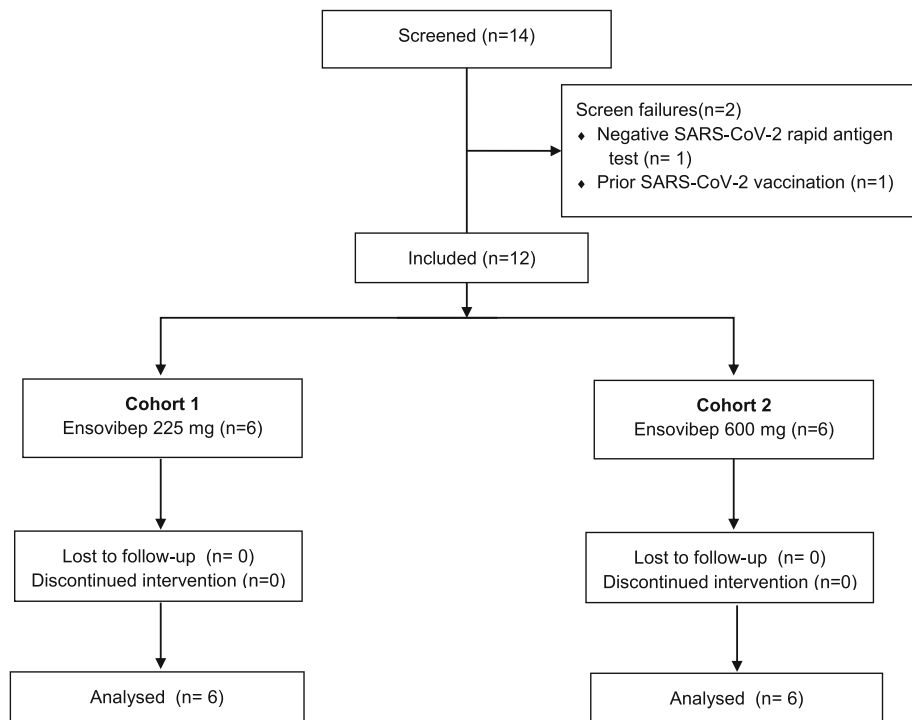 Screened (n=14)
Screen failures(n=2)
♦ Negative SARS-CoV-2 rapid antigen
test (n= 1)
♦ Prior SARS-CoV-2 vaccination (n=1)
Included (n=12)
Cohort 1
Ensovibep 225 mg (n=6)
Cohort 2
Ensovibep 600 mg (n=6)
Lost to follow-up (n= 0)
Discontinued intervention (n=0)
Lost to follow-up (n= 0)
Discontinued intervention (n=0)
Analysed (n= 6)
Analysed (n= 6)